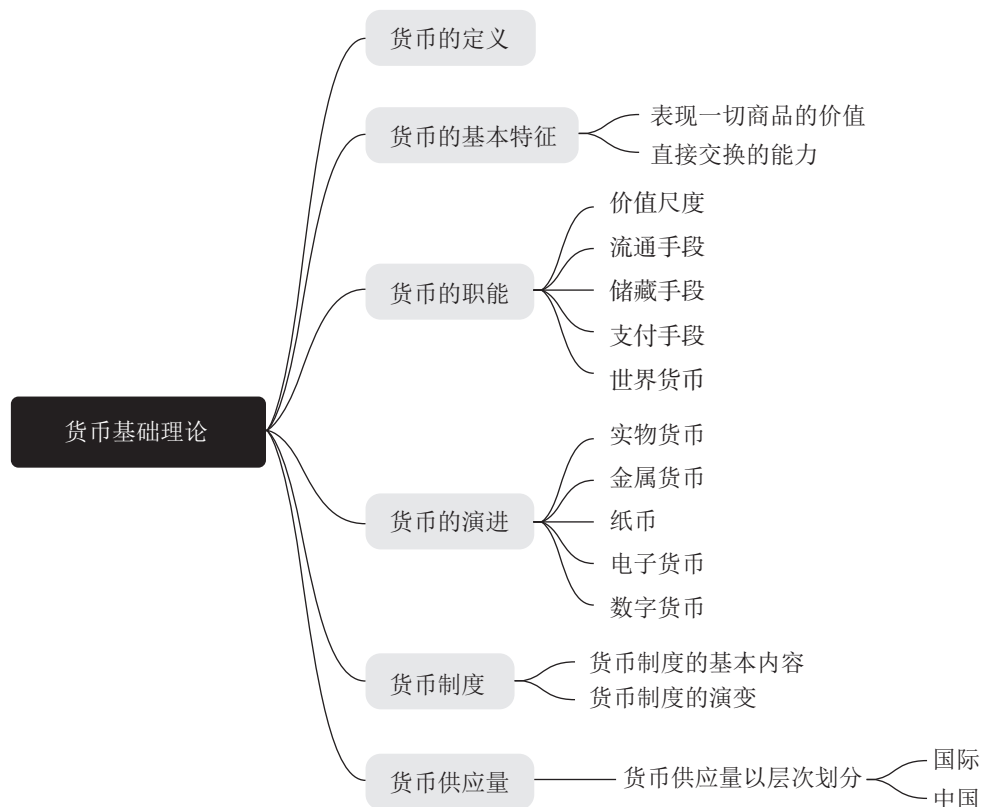 货币基础理论
货币的定义
货币的基本特征
表现一切商品的价值
直接交换的能力
货币的职能
价值尺度
流通手段
储藏手段
支付手段
世界货币
货币的演进
实物货币
金属货币
纸币
电子货币
数字货币
货币制度
货币制度的基本内容
货币制度的演变
货币供应量
货币供应量以层次划分
国际
中国